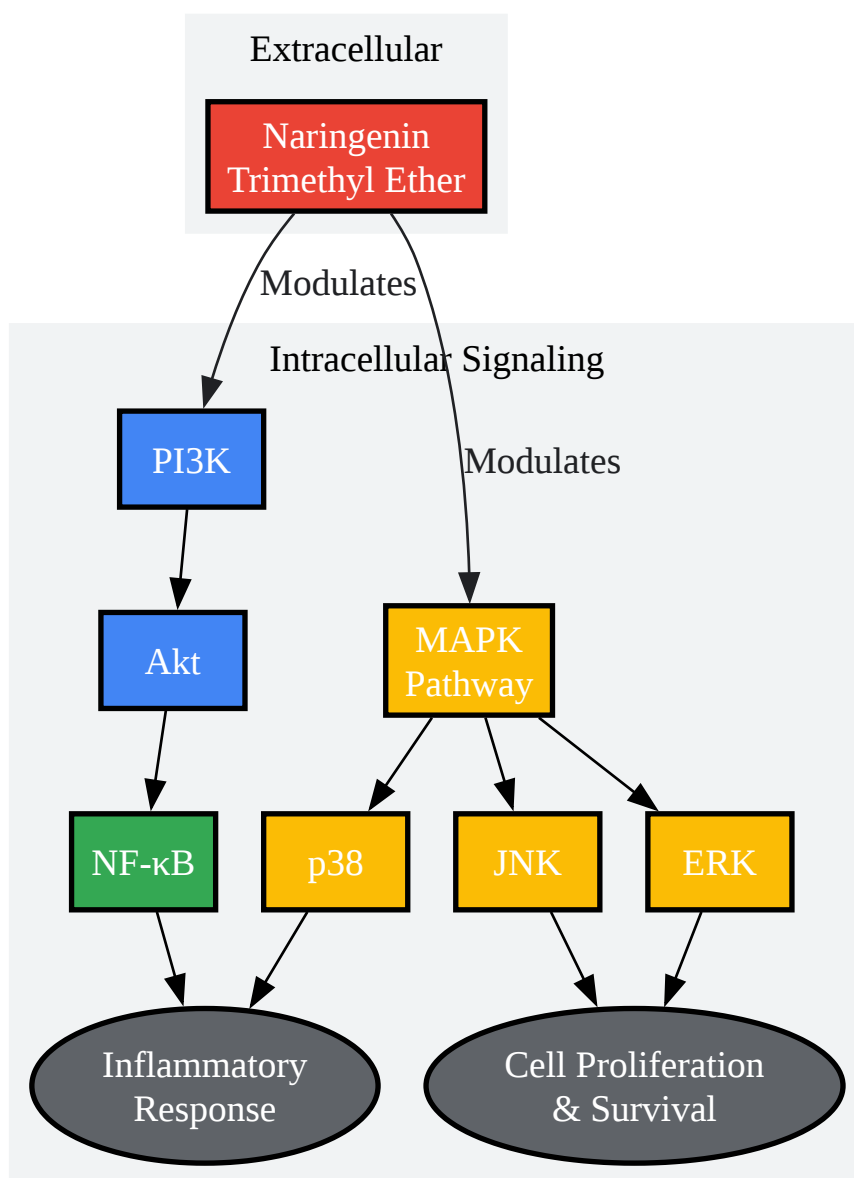 Extracellular
Naringenin
Trimethyl Ether
Modulates
Intracellular Signaling
PI3K
Modulates
Akt
MAPK
Pathway
NF-κB
p38
JNK
ERK
Inflammatory
Response
Cell Proliferation
& Survival